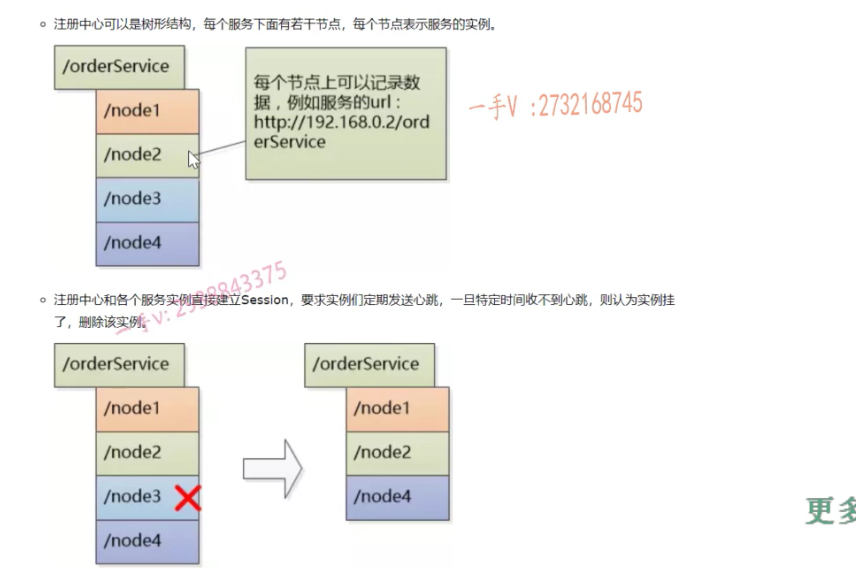 注册中心可以是树形结构，每个服务下面有若干节点，每个节点表示服务的实例。
/orderService
/node1
/node2
/node3
/node4
每个节点上可以记录数
据，例如服务的url：
http://192.168.0.2/ord
erService
一手V :2732168745
注册中心和各个服务实例直接建立Session，要求实例们定期发送心跳，一旦特定时间收不到心跳，则认为实例挂
了，删除该实例。
一手v: 2998843375
/orderService
/node1
/node2
/node3
/node4
/orderService
/node1
/node2
/node4
更多